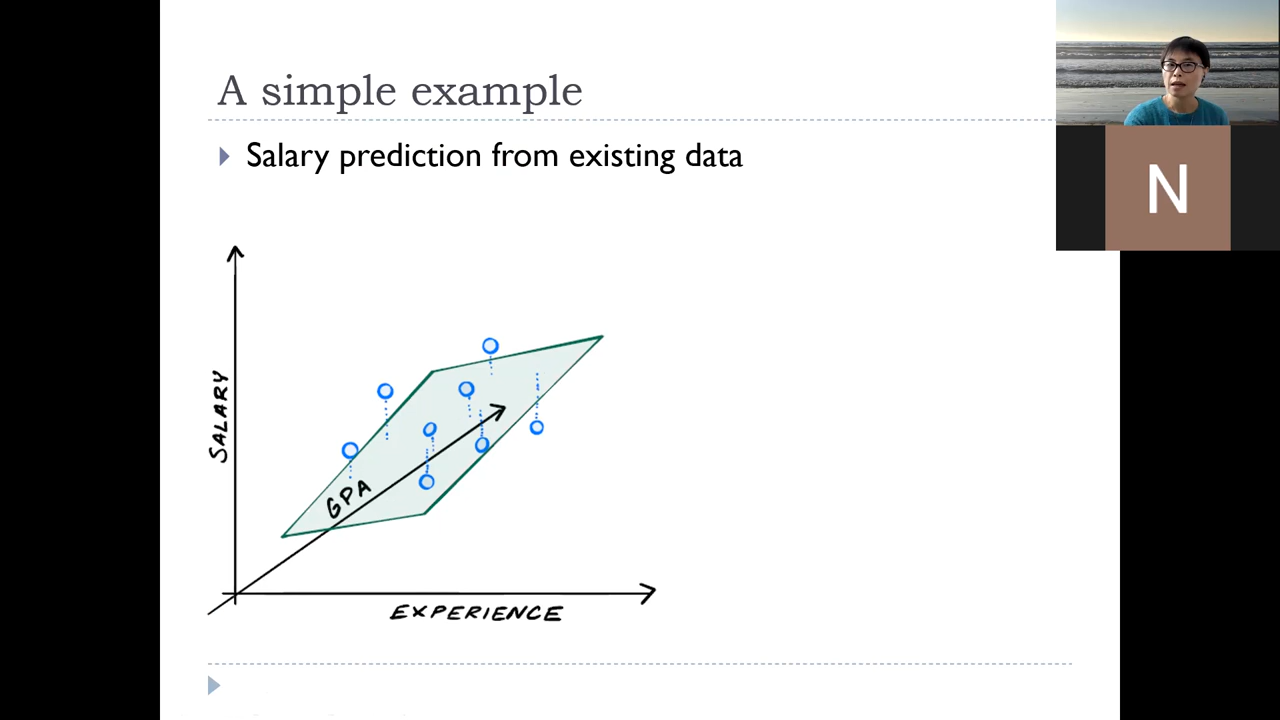 A simple example
Salary prediction from existing data
N
SALARY
GPA
EXPERIENCE